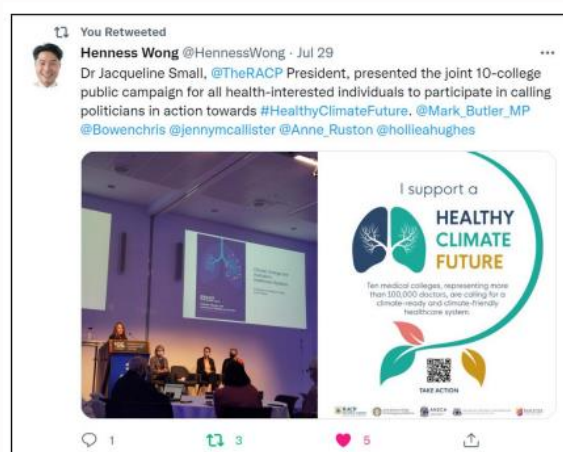 You Retweeted
Henness Wong @HennessWong · Jul 29
Dr Jacqueline Small, @TheRACP President, presented the joint 10-college
public campaign for all health-interested individuals to participate in calling
politicians in action towards #HealthyClimateFuture. @Mark_Butler_MP
@Bowenchris @jennymcallister @Anne_Ruston @hollieahughes
I support a
HEALTHY
CLIMATE
FUTURE
Ten medical colleges, representing more
than 100,000 doctors, are calling for a
climate-ready and climate-friendly
healthcare system.
TAKE ACTION
RACP
1
3
5